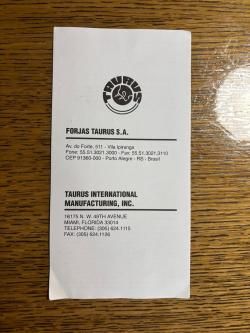 TAURUS
FORJAS TAURUS S.A.
Av. do Forte, 511 - Vila Ipiranga
Fone: 55.51.3021.3000 - Fax: 55.51.3021.3110
CEP 91360-000 - Porto Alegre - RS - Brasil
TAURUS INTERNATIONAL
MANUFACTURING, INC.
16175 N. W. 49TH AVENUE
MIAMI, FLORIDA 33014
TELEPHONE: (305) 624.1115
FAX: (305) 624.1126